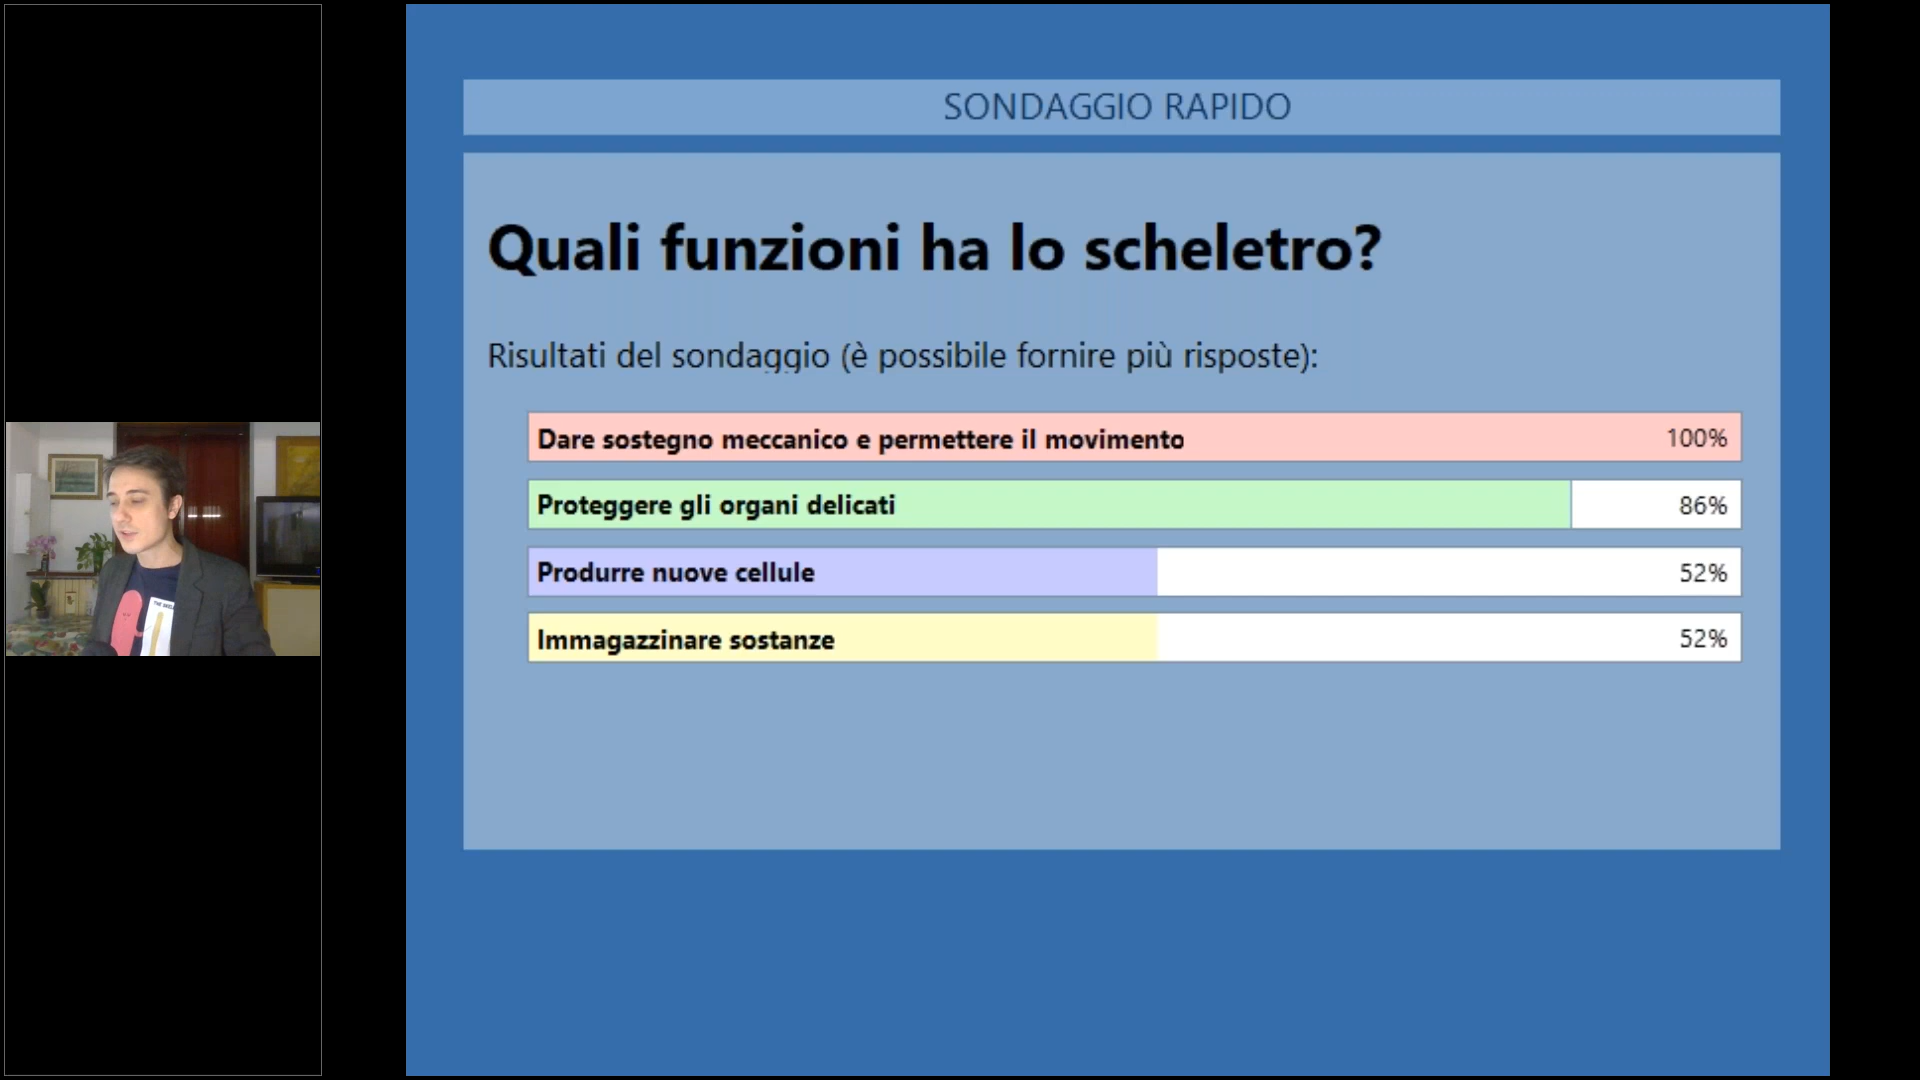 SONDAGGIO RAPIDO
Quali funzioni ha lo scheletro?
Risultati del sondaggio (è possibile fornire più risposte):
Dare sostegno meccanico e permettere il movimento 100%
Proteggere gli organi delicati 86%
Produrre nuove cellule 52%
Immagazzinare sostanze 52%